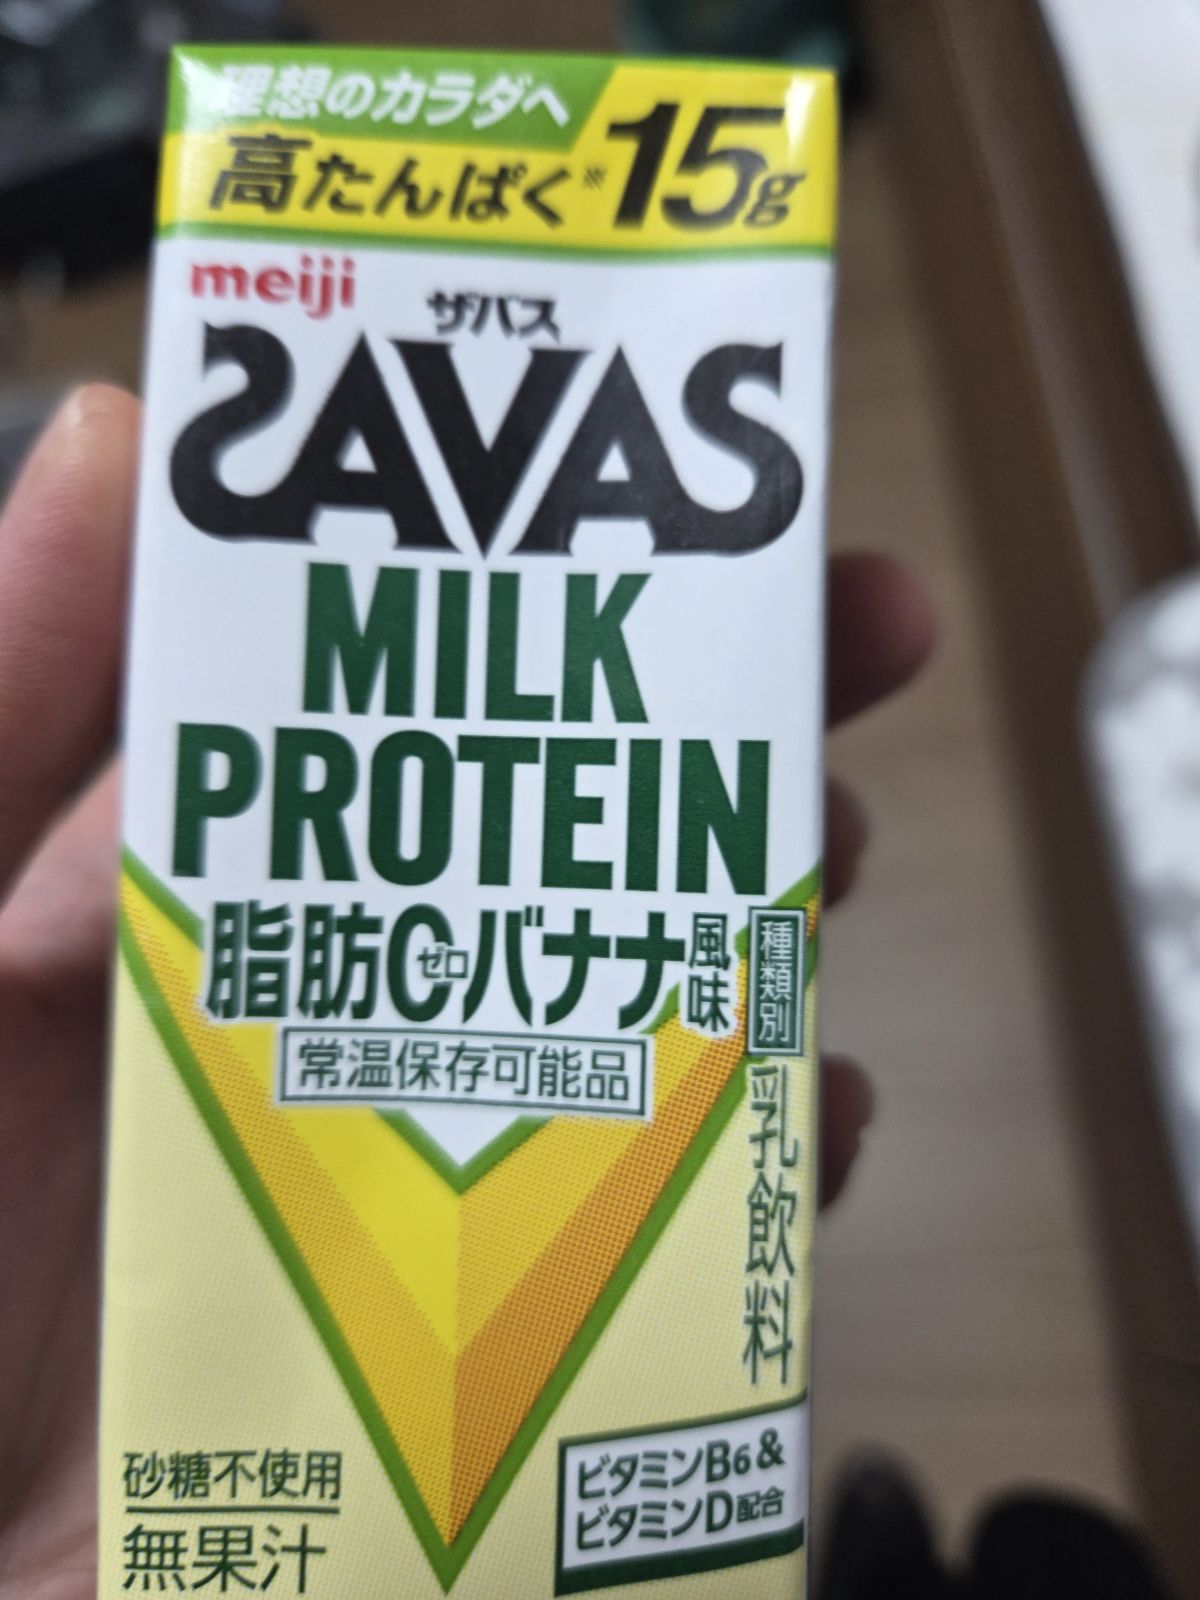 理想のカラダへ
高たんぱく※15g
meiji
ザバス
SAVAS
MILK
PROTEIN
脂肪0ゼロバナナ風味
常温保存可能品
種類別
乳飲料
砂糖不使用
無果汁
ビタミンB6&
ビタミンD配合